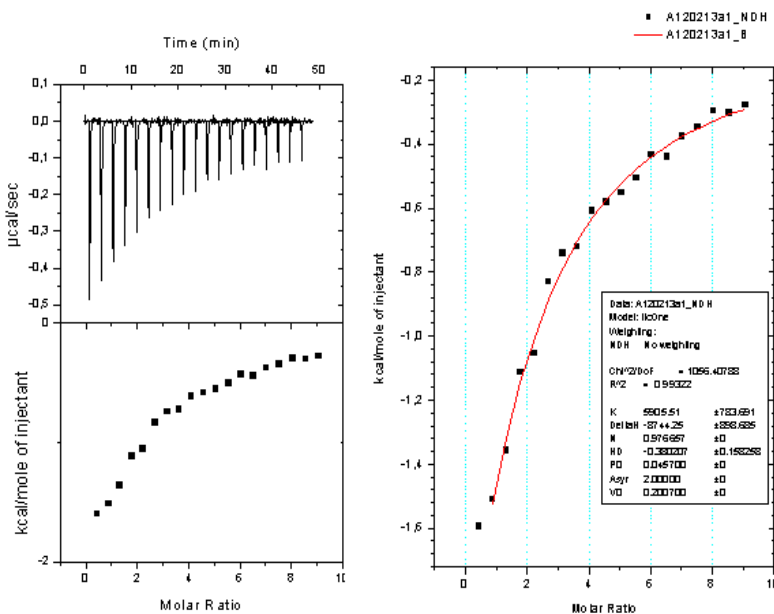 Time (min)
0 10 20 30 40 50
0,1
0,0
-0,1
-0,2
-0,3
-0,4
-0,5
µcal/sec
0
-2
kcal/mole of injectant
0 2 4 6 8 10
Molar Ratio
A120213a1_NDH
A120213a1_B
-0,2
-0,4
-0,6
-0,8
-1,0
-1,2
-1,4
-1,6
kcal/mole of injectant
Data: A120213a1_NDH
Model:
Weighting:
NDH No weighting
Chi^2/DoF = 1096.40788
R^2 = 0.99322
K 5905.51 ±783.691
DeltaH -8744.25 ±898.685
N 0.976657 ±0
HD -0.380207 ±0.158258
P0 0.045700 ±0
Asyr 2.00000 ±0
V0 0.200700 ±0
0 2 4 6 8 10
Molar Ratio